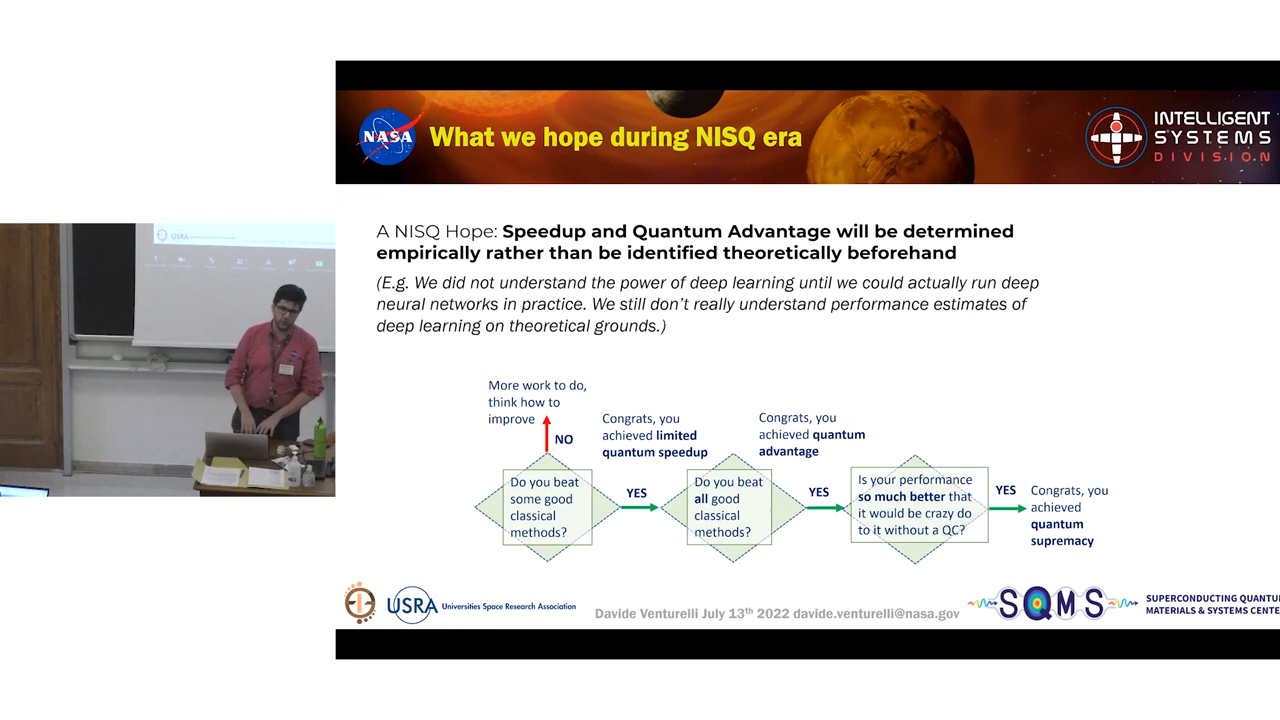 NASA
What we hope during NISQ era
INTELLIGENT
SYSTEMS
DIVISION
A NISQ Hope: Speedup and Quantum Advantage will be determined
empirically rather than be identified theoretically beforehand
(E.g. We did not understand the power of deep learning until we could actually run deep
neural networks in practice. We still don't really understand performance estimates of
deep learning on theoretical grounds.)
More work to do,
think how to
improve
NO
Congrats, you
achieved limited
quantum speedup
Congrats, you
achieved quantum
advantage
Do you beat
some good
classical
methods?
YES
Do you beat
all good
classical
methods?
YES
Is your performance
so much better that
it would be crazy do
to it without a QC?
YES
Congrats, you
achieved
quantum
supremacy
USRA
Universities Space Research Association
Davide Venturelli July 13th 2022 davide.venturelli@nasa.gov
SQMS
SUPERCONDUCTING QUANTU
MATERIALS & SYSTEMS CENTE
USRA